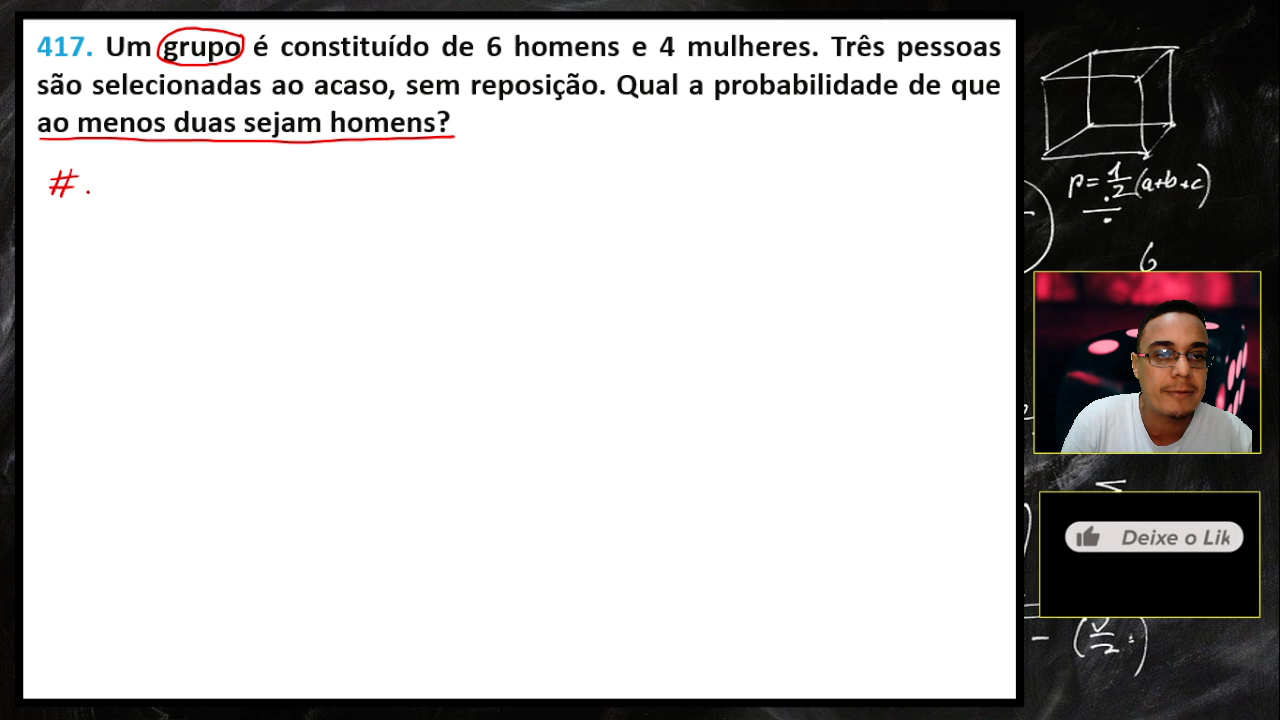 417. Um grupo é constituído de 6 homens e 4 mulheres. Três pessoas
são selecionadas ao acaso, sem reposição. Qual a probabilidade de que
ao menos duas sejam homens?
# .
p = 1/2 (a+b+c)
6
Deixe o Lik